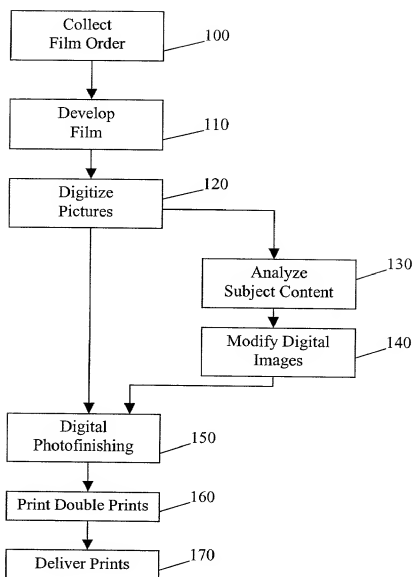 Collect
Film Order
100
Develop
Film
110
Digitize
Pictures
120
Analyze
Subject Content
130
Modify Digital
Images
140
Digital
Photofinishing
150
Print Double Prints
160
Deliver Prints
170